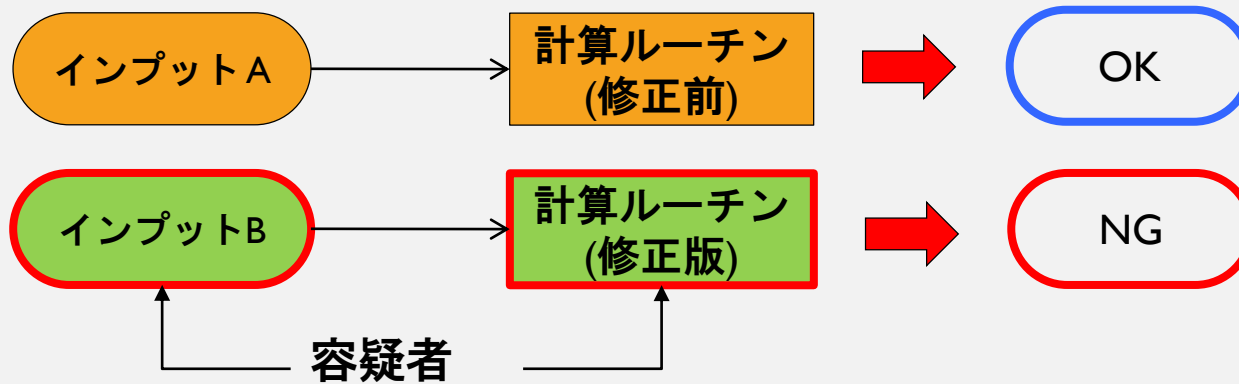 インプットA
計算ルーチン
(修正前)
OK
インプットB
計算ルーチン
(修正版)
NG
容疑者